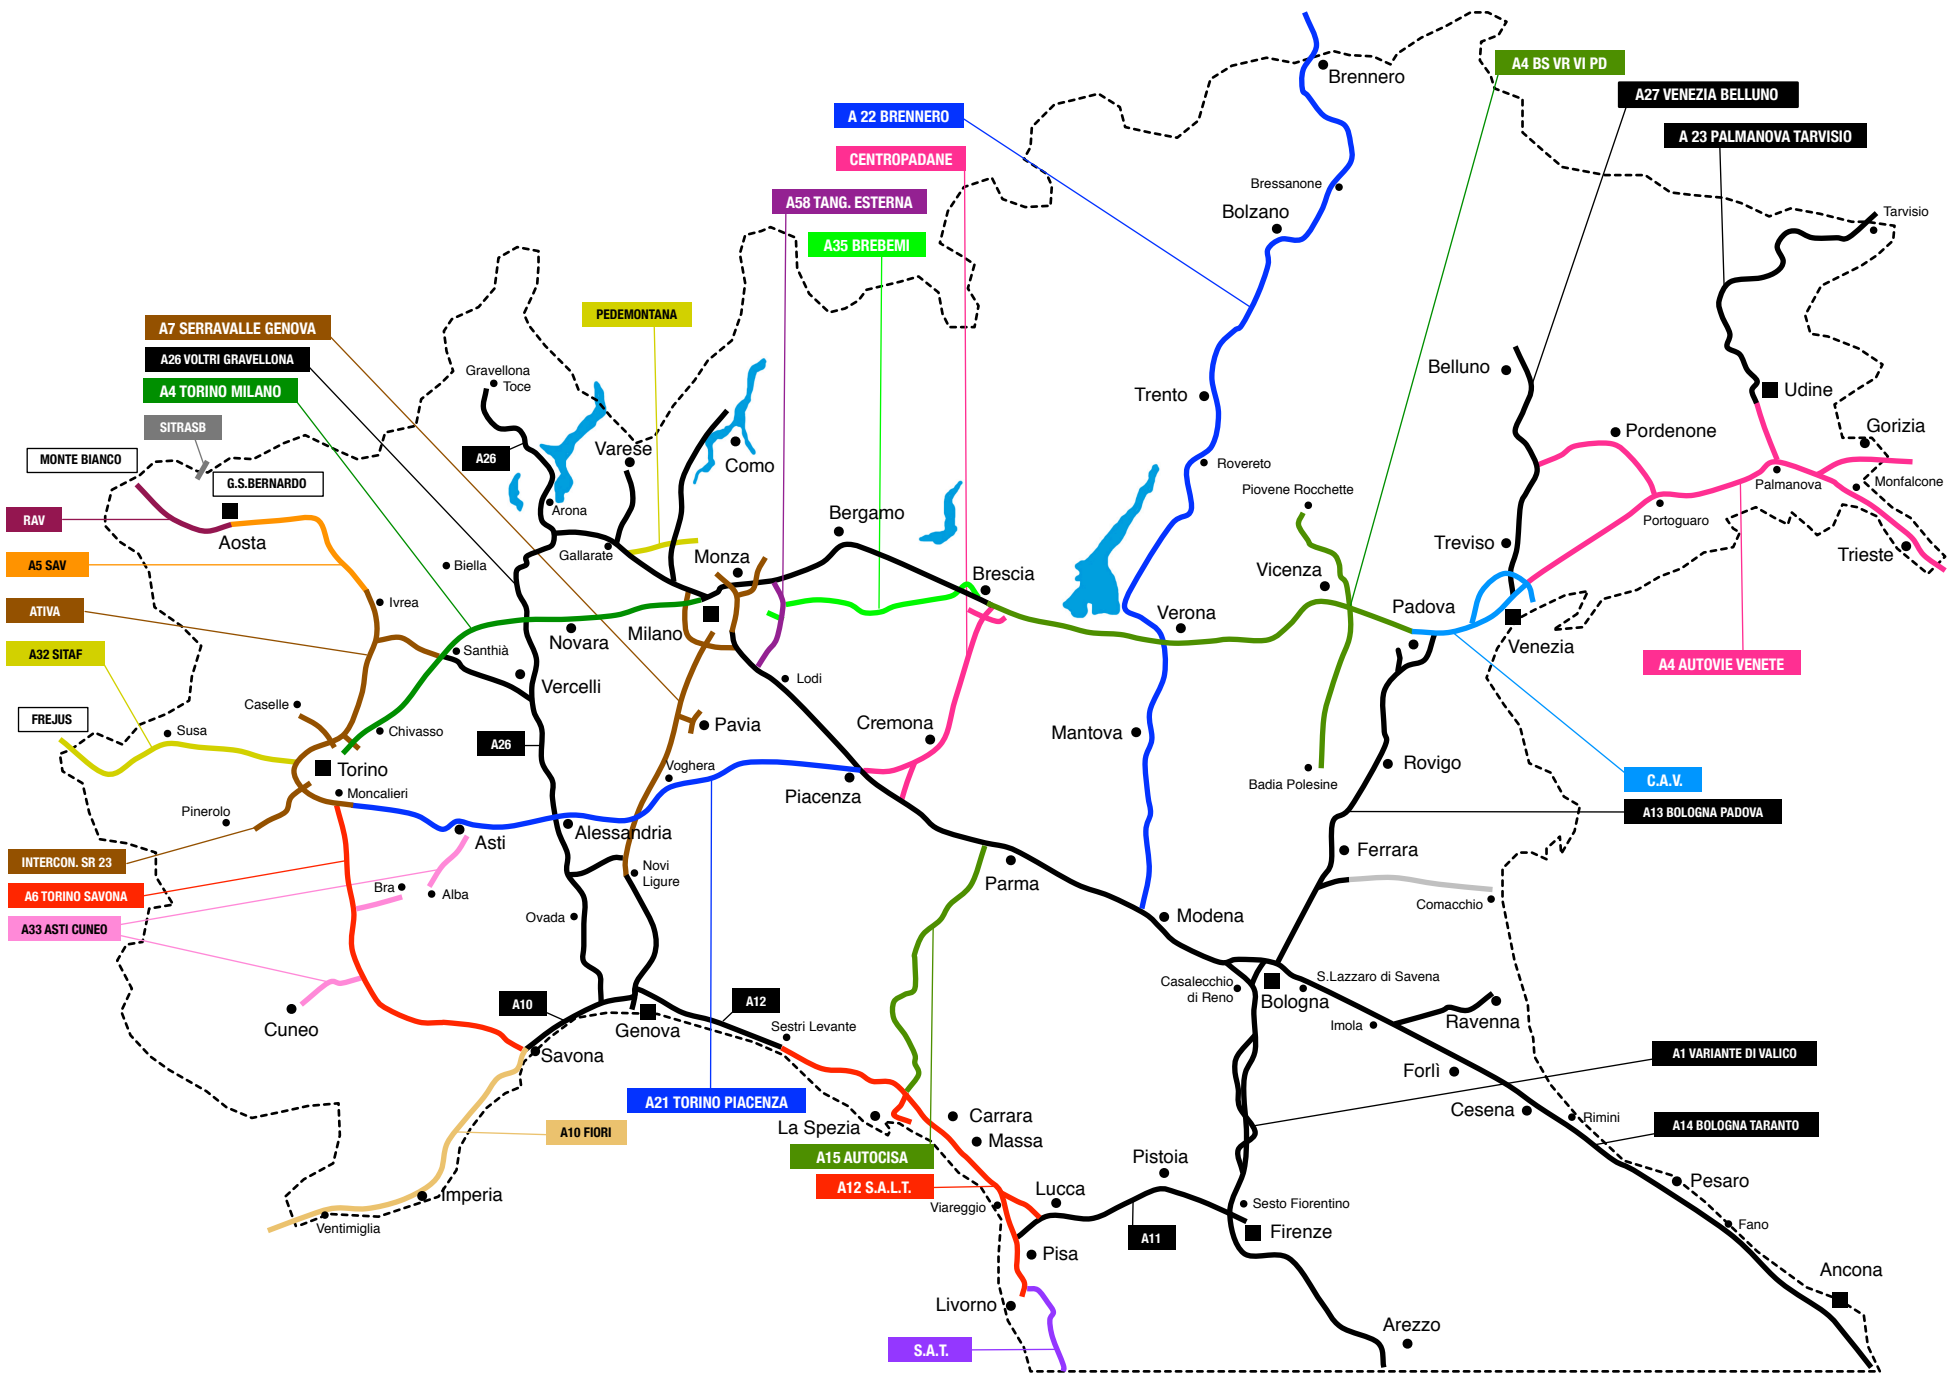 Brennero
A4 BS VR VI PD
A27 VENEZIA BELLUNO
A 22 BRENNERO
A 23 PALMANOVA TARVISIO
CENTROPADANE
Bressanone
A58 TANG. ESTERNA
Bolzano
Tarvisio
A35 BREBEMI
PEDEMONTANA
A7 SERRAVALLE GENOVA
A26 VOLTRI GRAVELLONA
Gravellona
Toce
Belluno
A4 TORINO MILANO
Trento
Udine
SITRASB
Pordenone
Gorizia
MONTE BIANCO
A26
Varese
Como
Rovereto
G.S.BERNARDO
Piovene Rocchette
Palmanova
Monfalcone
RAV
Arona
Bergamo
Portoguaro
Aosta
Gallarate
Monza
Treviso
Trieste
A5 SAV
Biella
Brescia
Vicenza
ATIVA
Ivrea
Milano
Verona
Padova
A32 SITAF
Santhià
Novara
Venezia
A4 AUTOVIE VENETE
Vercelli
Lodi
Caselle
FREJUS
Susa
Chivasso
A26
Pavia
Cremona
Mantova
Rovigo
Torino
Voghera
Badia Polesine
C.A.V.
Moncalieri
Piacenza
Pinerolo
A13 BOLOGNA PADOVA
Asti
Alessandria
Ferrara
INTERCON. SR 23
Novi
Ligure
Parma
A6 TORINO SAVONA
Bra
Alba
Comacchio
A33 ASTI CUNEO
Ovada
Modena
Casalecchio
di Reno
S.Lazzaro di Savena
A10
A12
Bologna
Cuneo
Genova
Sestri Levante
Imola
Ravenna
Savona
A1 VARIANTE DI VALICO
Forlì
A21 TORINO PIACENZA
Carrara
Cesena
Rimini
La Spezia
A10 FIORI
Massa
A14 BOLOGNA TARANTO
A15 AUTOCISA
Pistoia
Pesaro
A12 S.A.L.T.
Imperia
Lucca
Viareggio
Sesto Fiorentino
Ventimiglia
A11
Firenze
Fano
Pisa
Ancona
Livorno
Arezzo
S.A.T.